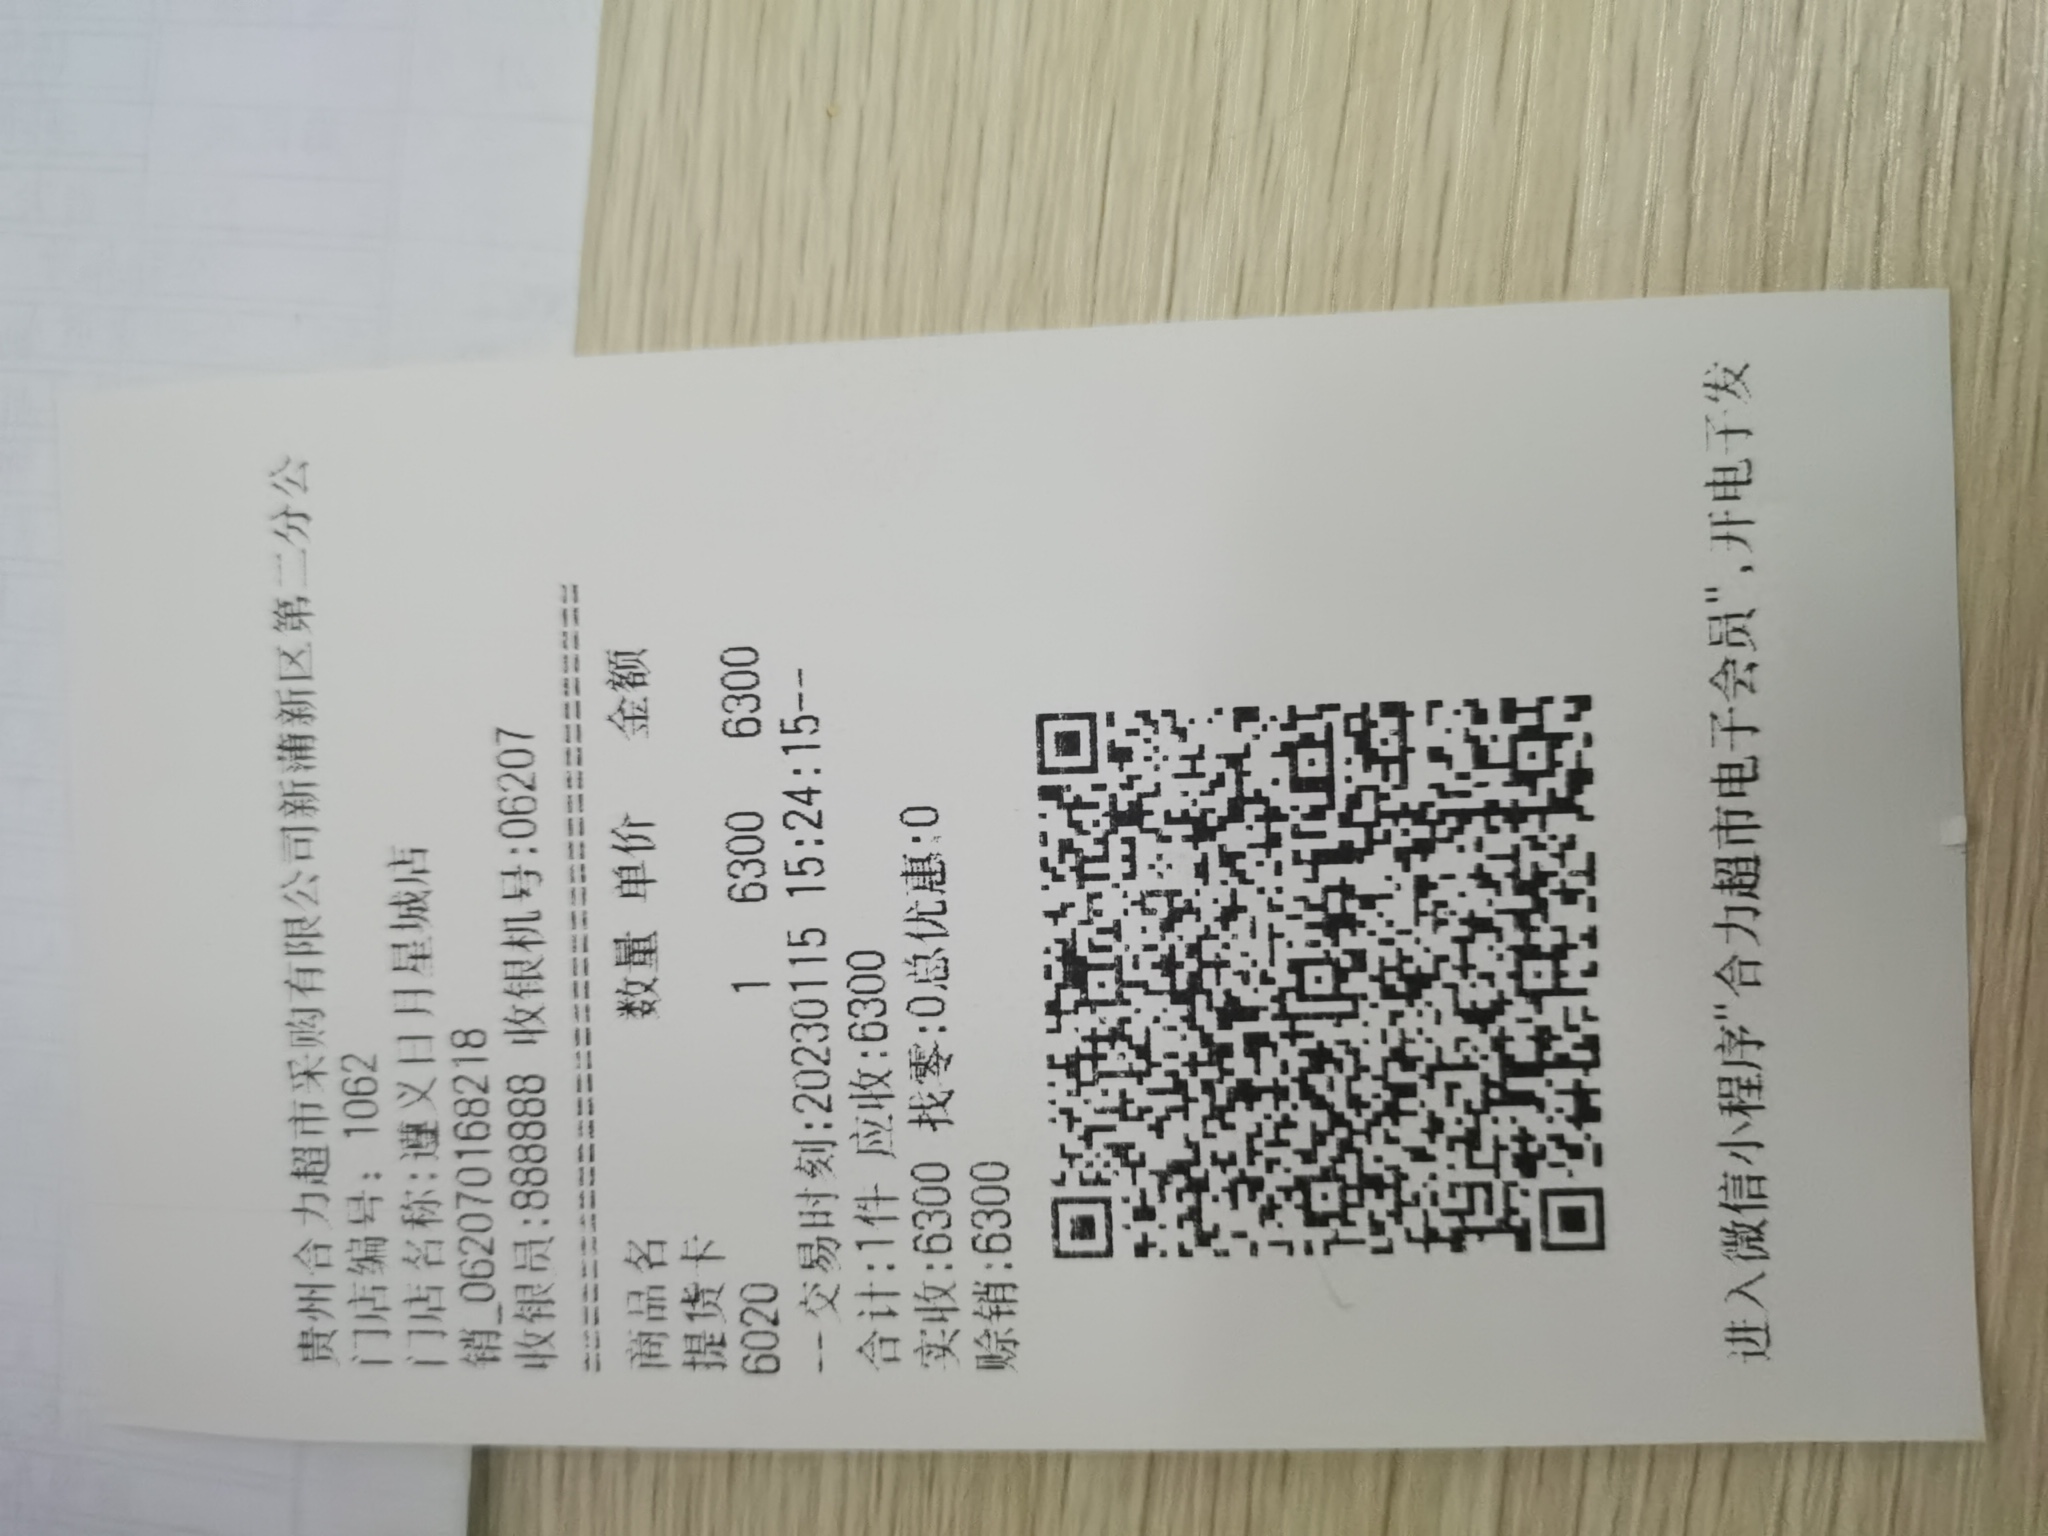 贵州合力超市采购有限公司新蒲新区第二分公
门店编号: 1062
门店名称:遵义日月星城店
销_062070168218
收银员:888888 收银机号:06207
========================================
商品名 数量 单价 金额
提货卡
6020 1 6300 6300
--交易时刻:20230115 15:24:15--
合计:1件 应收:6300
实收:6300 找零:0总优惠:0
赊销:6300
进入微信小程序"合力超市电子会员",开电子发